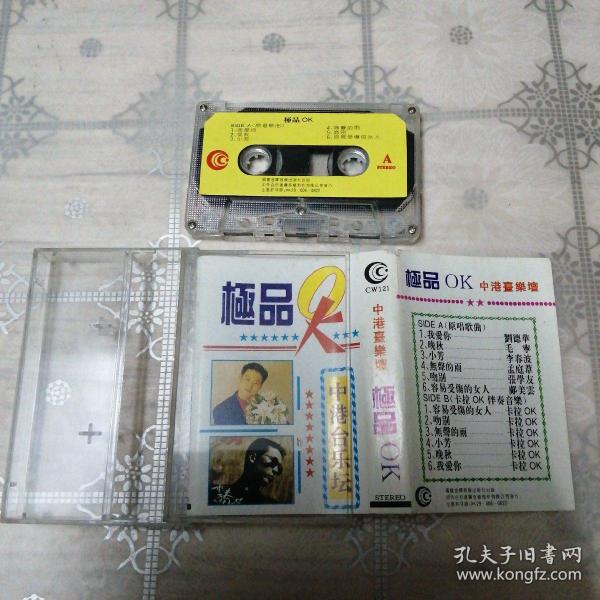 極品 OK
SIDE A
A
STEREO
極品
OK
中港台乐坛
CW121
中港臺樂壇
極品 OK
STEREO
極品 OK 中港臺樂壇
SIDE A(原唱歌曲)
1.我愛你 劉德華
2.晚秋 毛寧
3.小芳 李春波
4.無聲的雨 孟庭葦
5.吻別 張學友
6.容易受傷的女人 鄺美雲
SIDE B(卡拉OK伴奏音樂)
1.容易受傷的女人 卡拉OK
2.吻別 卡拉OK
3.無聲的雨 卡拉OK
4.小芳 卡拉OK
5.晚秋 卡拉OK
6.我愛你 卡拉OK
孔夫子旧書网
www.kongfz.com